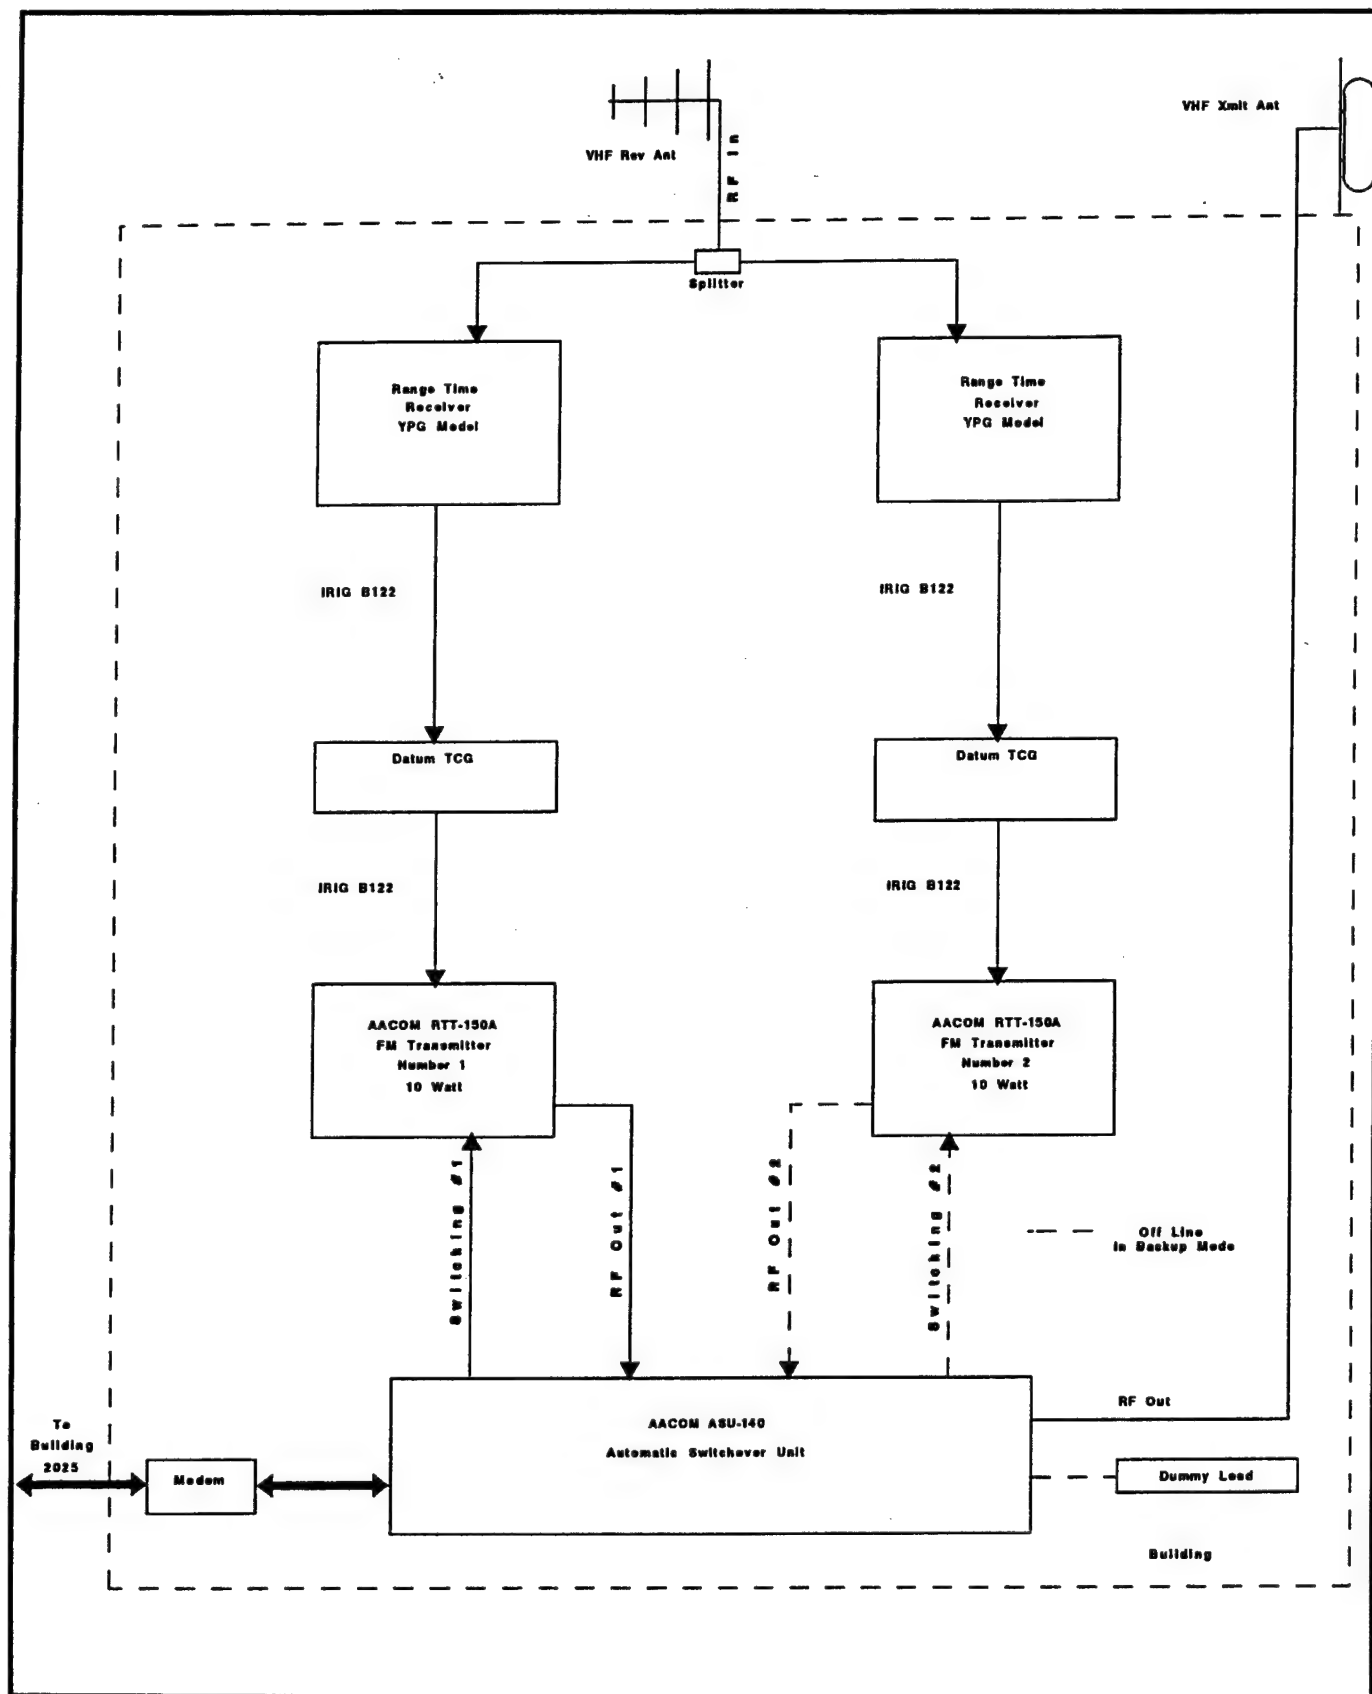 VHF Xmit Ant
VHF Rev Ant
RF In
Splitter
Range Time
Receiver
YPG Model
Range Time
Receiver
YPG Model
IRIG B122
IRIG B122
Datum TCG
Datum TCG
IRIG B122
IRIG B122
AACOM RTT-150A
FM Transmitter
Number 1
10 Watt
AACOM RTT-150A
FM Transmitter
Number 2
10 Watt
Switching #1
RF Out #1
RF Out #2
Switching #2
Off Line
in Backup Mode
AACOM ASU-140
Automatic Switchover Unit
RF Out
To
Building
2025
Modem
Dummy Load
Building